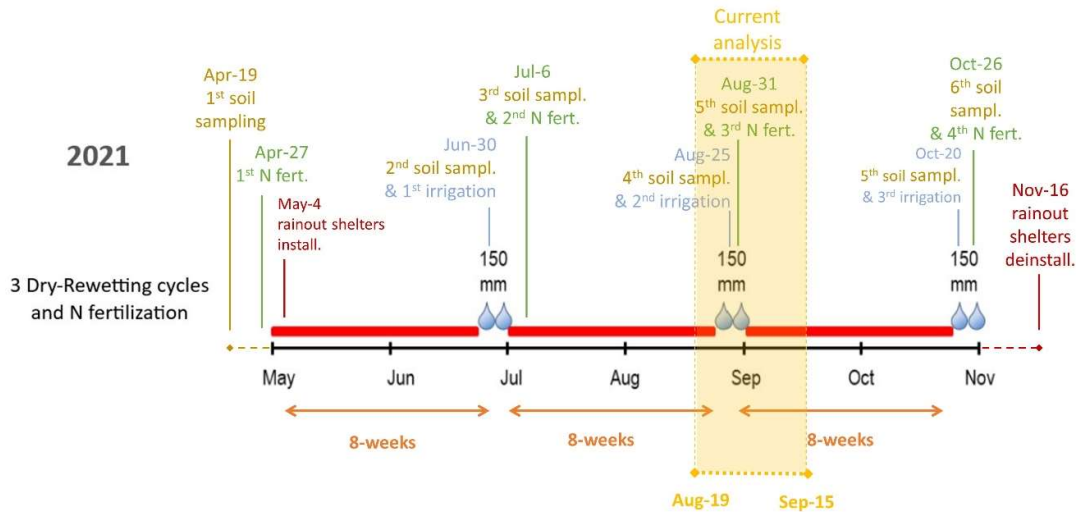 Current
analysis
Apr-19
1st soil
sampling
Jul-6
3rd soil sampl.
& 2nd N fert.
Aug-31
5th soil sampl.
& 3rd N fert.
Oct-26
6th soil
sampl.
& 4th N fert.
2021
Apr-27
1st N fert.
Jun-30
2nd soil sampl.
& 1st irrigation
Aug-25
4th soil sampl.
& 2nd irrigation
Oct-20
5th soil sampl.
& 3rd irrigation
May-4
rainout shelters
install.
Nov-16
rainout
shelters
deinstall.
150
mm
150
mm
150
mm
3 Dry-Rewetting cycles
and N fertilization
May
Jun
Jul
Aug
Sep
Oct
Nov
8-weeks
8-weeks
8-weeks
Aug-19
Sep-15